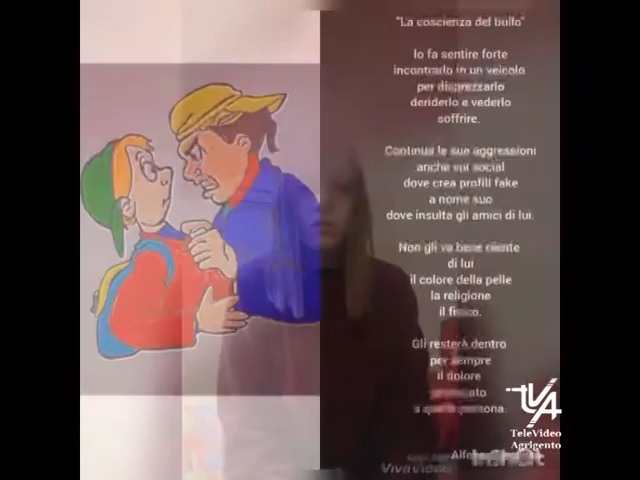 "La coscienza del bullo"
Io fa sentire forte
incontrarlo in un veicolo
per disprezzarlo
deriderlo e vederlo
soffrire.
Continua le sue aggressioni
anche sui social
dove crea profili fake
a nome suo
dove insulta gli amici di lui.
Non gli va bene niente
di lui
il colore della pelle
la religione
il fisico.
Gli resterà dentro
per sempre
il dolore
a questa persona.
TeleVideo
Agrigento
VivaVideo